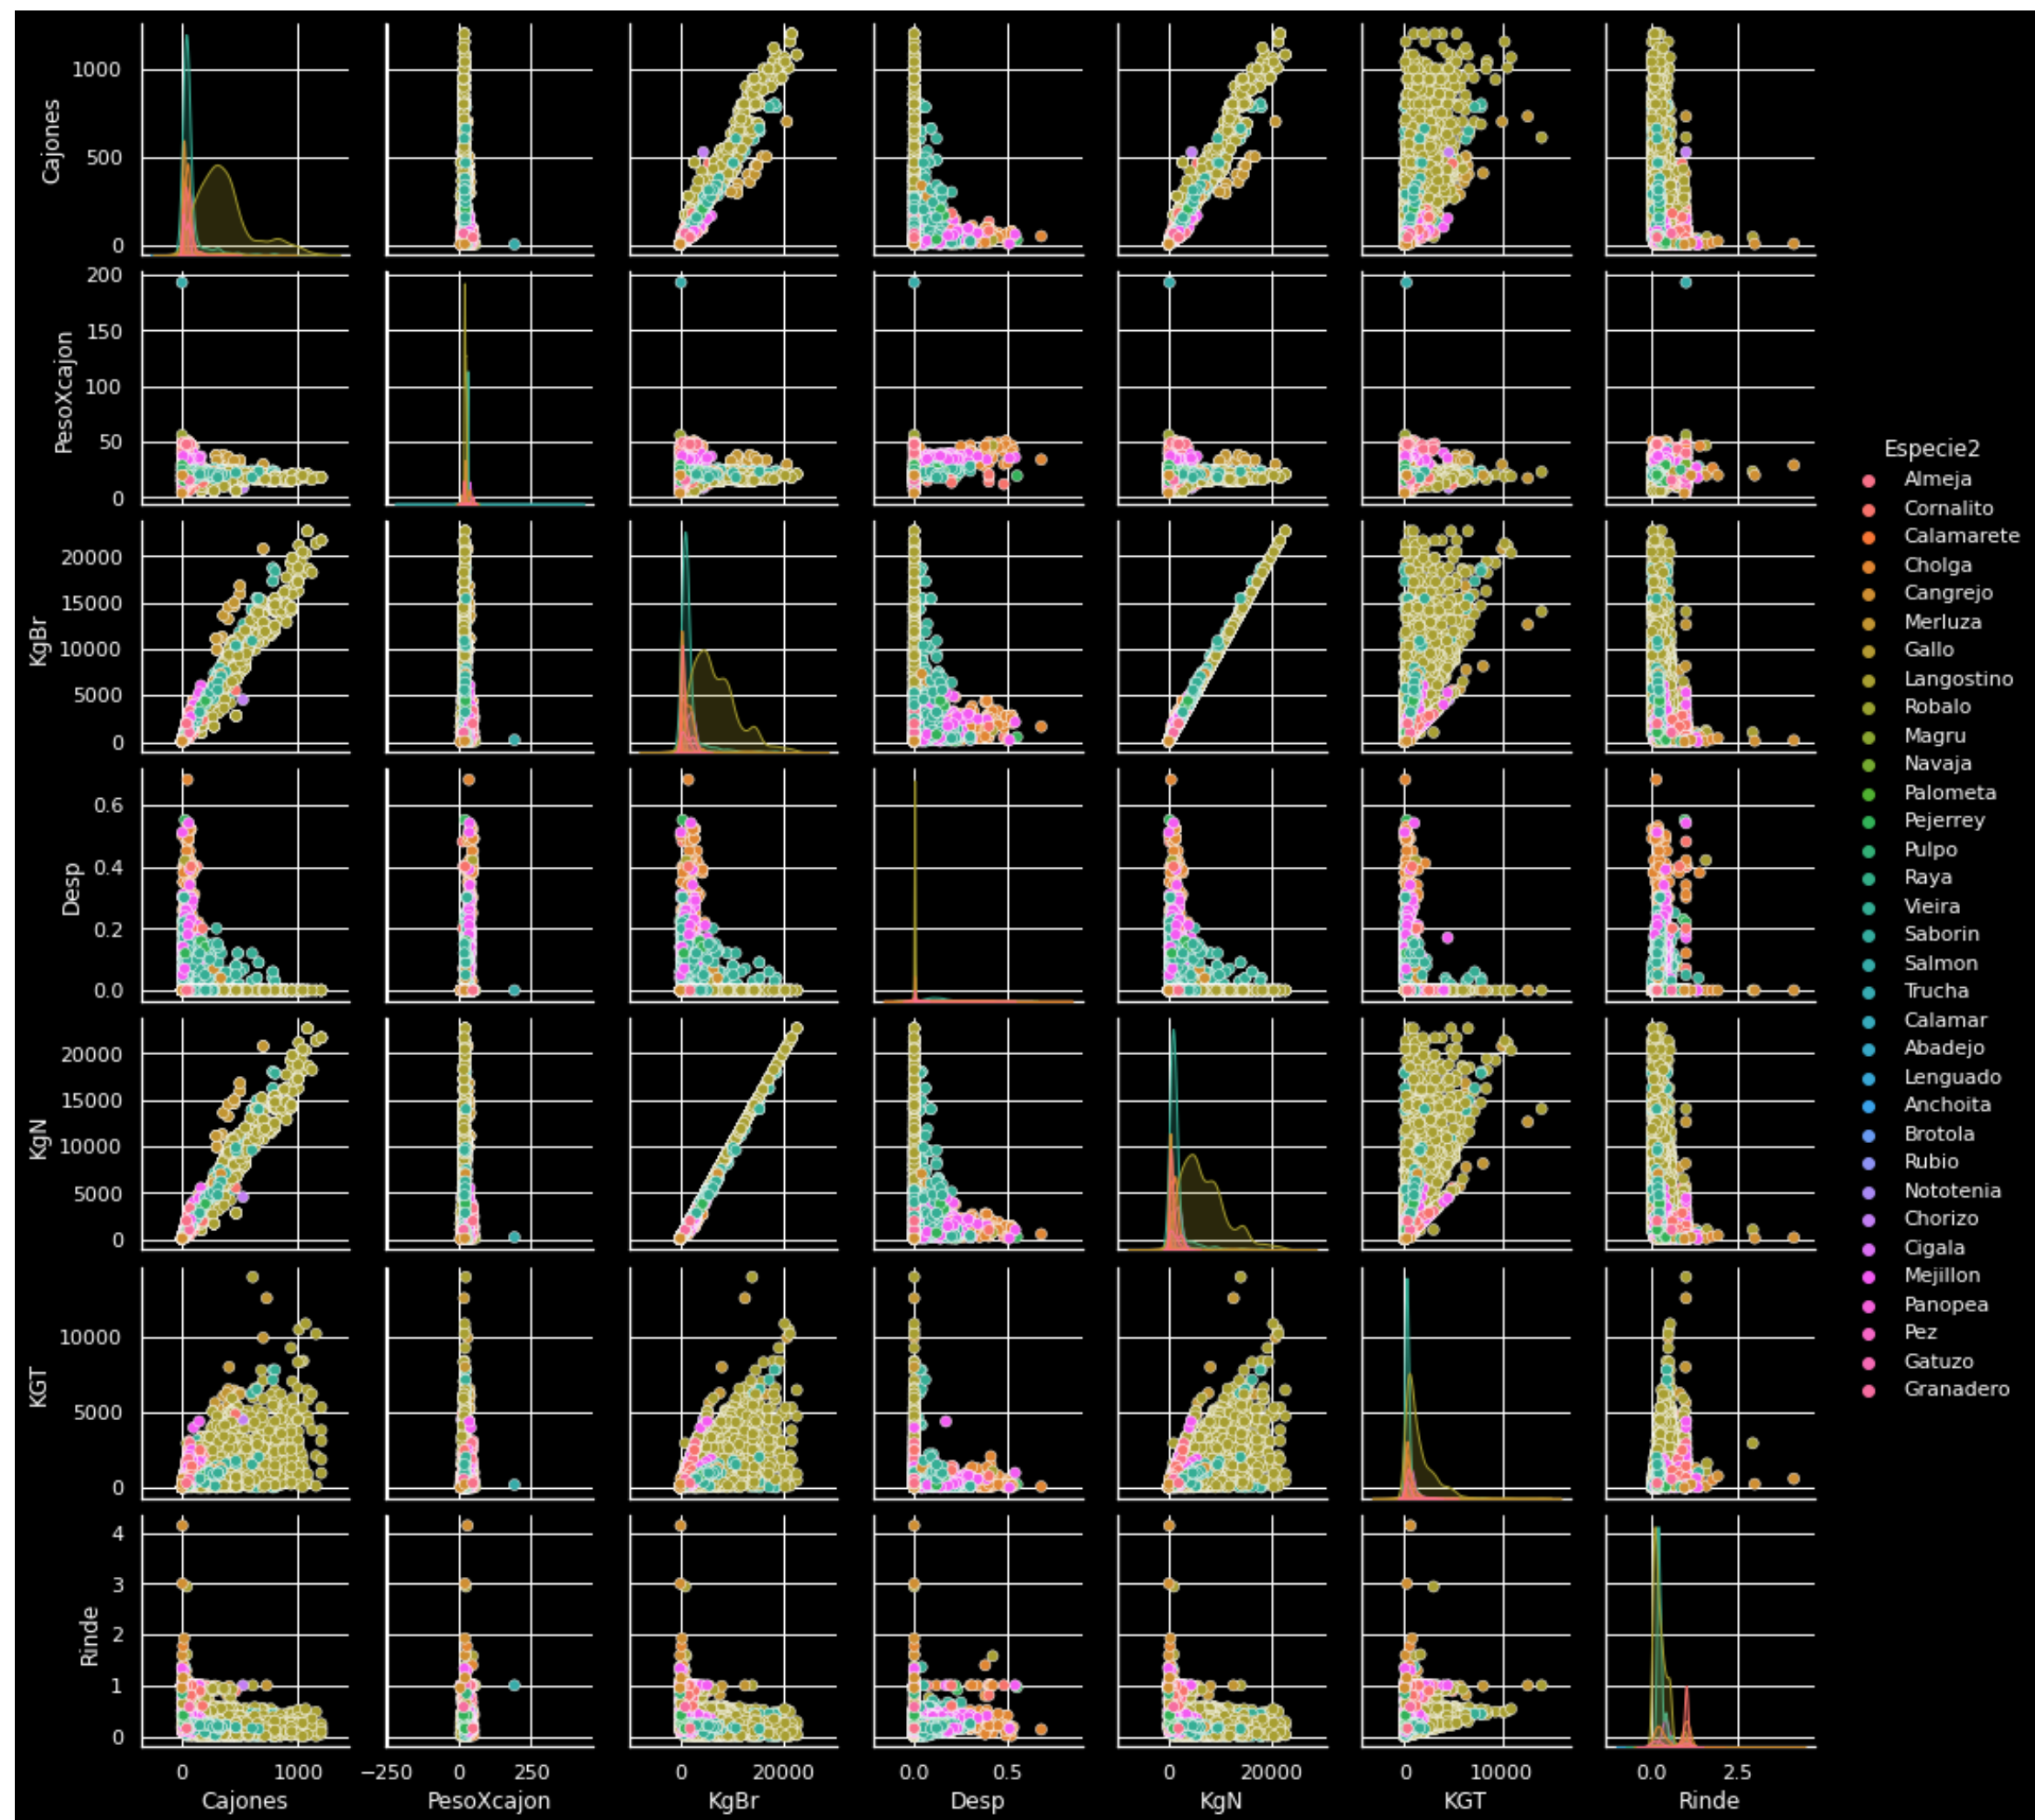 Cajones
1000
500
0
PesoXcajon
200
150
100
50
0
KgBr
20000
15000
10000
5000
0
Desp
0.6
0.4
0.2
0.0
KgN
20000
15000
10000
5000
0
KGT
10000
5000
0
Rinde
4
3
2
1
0
0 1000 −250 0 250 0 20000 0.0 0.5 0 20000 0 10000 0.0 2.5
Cajones PesoXcajon KgBr Desp KgN KGT Rinde
Especie2
Almeja
Cornalito
Calamarete
Cholga
Cangrejo
Merluza
Gallo
Langostino
Robalo
Magru
Navaja
Palometa
Pejerrey
Pulpo
Raya
Vieira
Saborin
Salmon
Trucha
Calamar
Abadejo
Lenguado
Anchoita
Brotola
Rubio
Nototenia
Chorizo
Cigala
Mejillon
Panopea
Pez
Gatuzo
Granadero